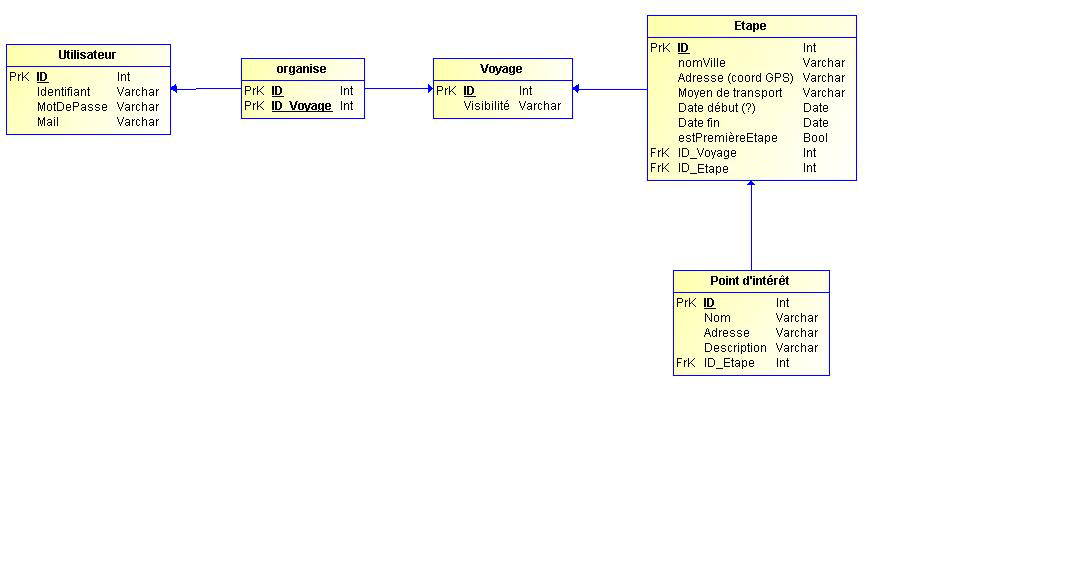 Utilisateur
PrK ID Int
Identifiant Varchar
MotDePasse Varchar
Mail Varchar
organise
PrK ID Int
PrK ID_Voyage Int
Voyage
PrK ID Int
Visibilité Varchar
Etape
PrK ID Int
nomVille Varchar
Adresse (coord GPS) Varchar
Moyen de transport Varchar
Date début (?) Date
Date fin Date
estPremièreEtape Bool
FrK ID_Voyage Int
FrK ID_Etape Int
Point d'intérêt
PrK ID Int
Nom Varchar
Adresse Varchar
Description Varchar
FrK ID_Etape Int